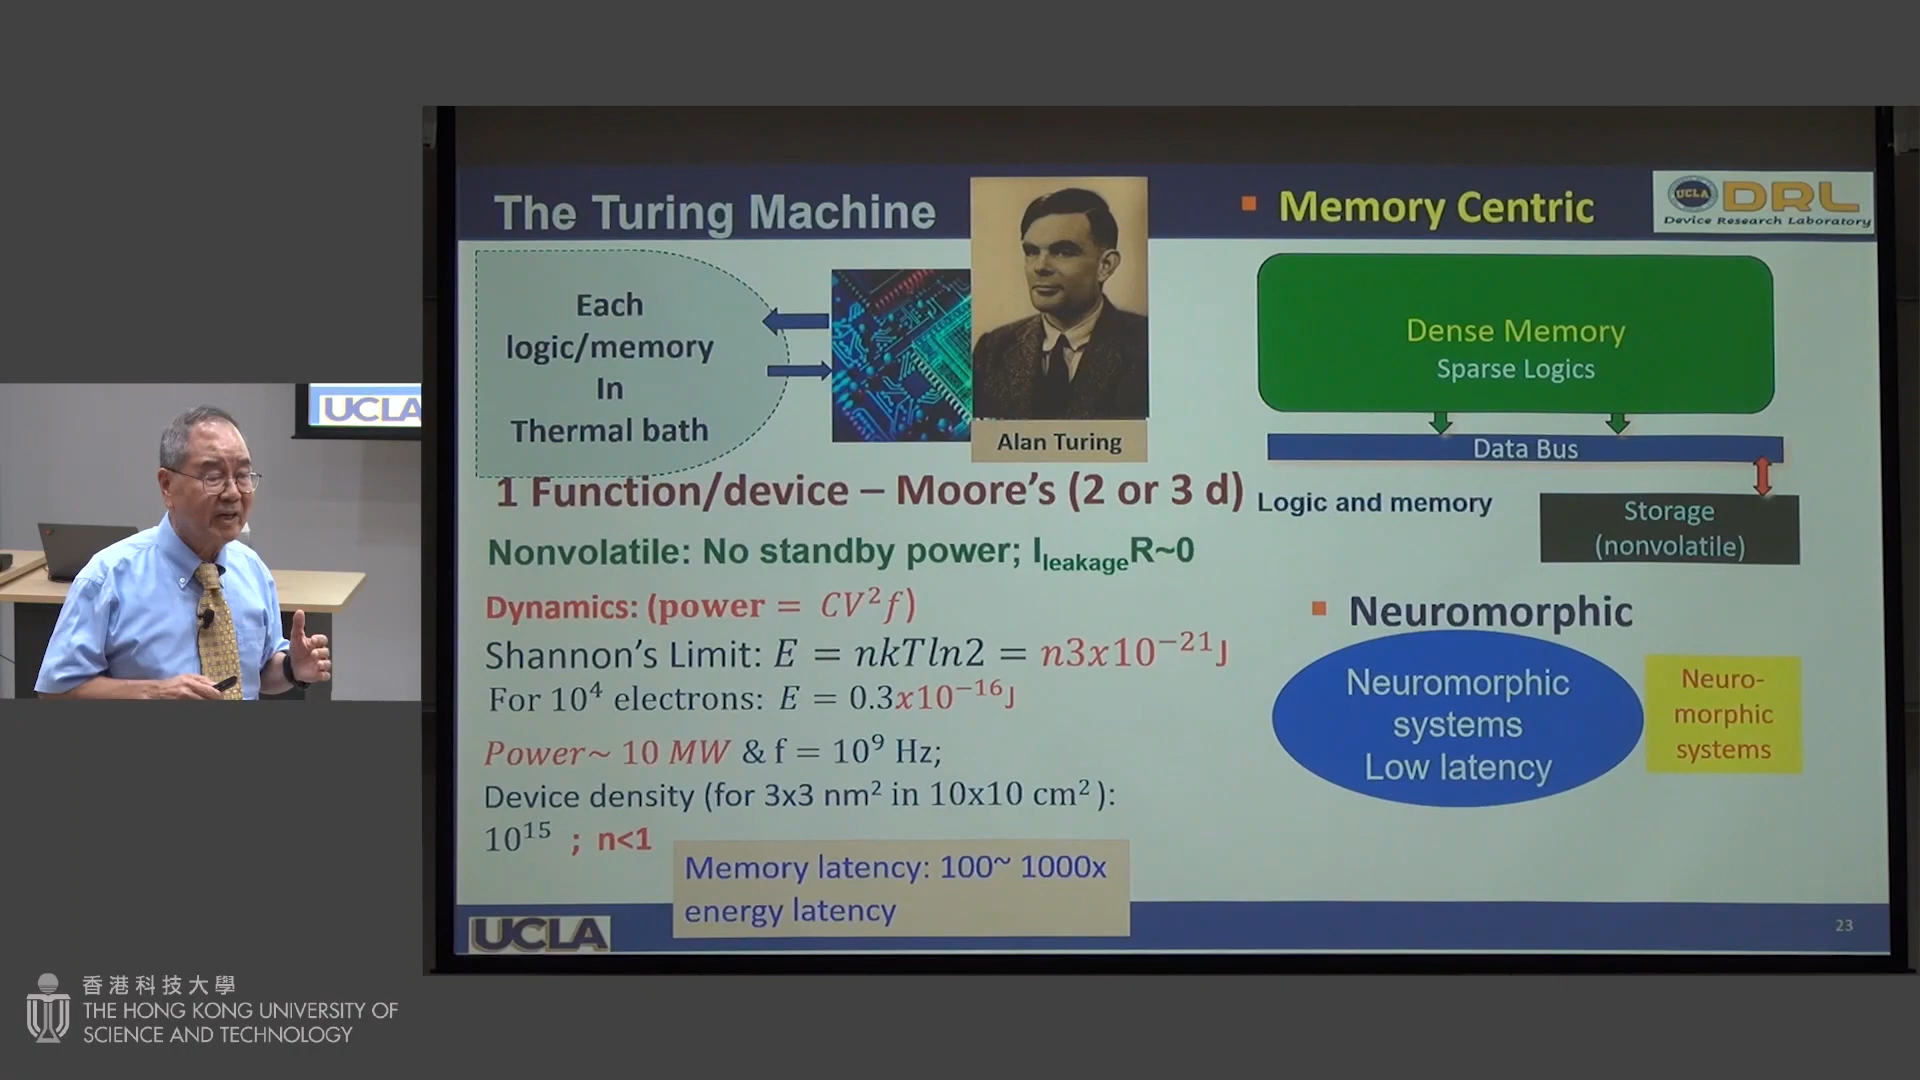 The Turing Machine
Memory Centric
UCLA DRL
Device Research Laboratory
Each
logic/memory
In
Thermal bath
Alan Turing
Dense Memory
Sparse Logics
Data Bus
1 Function/device – Moore's (2 or 3 d)
Logic and memory
Storage
(nonvolatile)
Nonvolatile: No standby power; IleakageR~0
Dynamics: (power = CV²f)
Shannon's Limit: E = nkTln2 = n3x10⁻²¹J
For 10⁴ electrons: E = 0.3x10⁻¹⁶J
Power~ 10 MW & f = 10⁹ Hz;
Device density (for 3x3 nm² in 10x10 cm²):
10¹⁵ ; n<1
Memory latency: 100~ 1000x
energy latency
Neuromorphic
Neuromorphic
systems
Low latency
Neuro-
morphic
systems
UCLA
23
UCLA
香港科技大學
THE HONG KONG UNIVERSITY OF
SCIENCE AND TECHNOLOGY